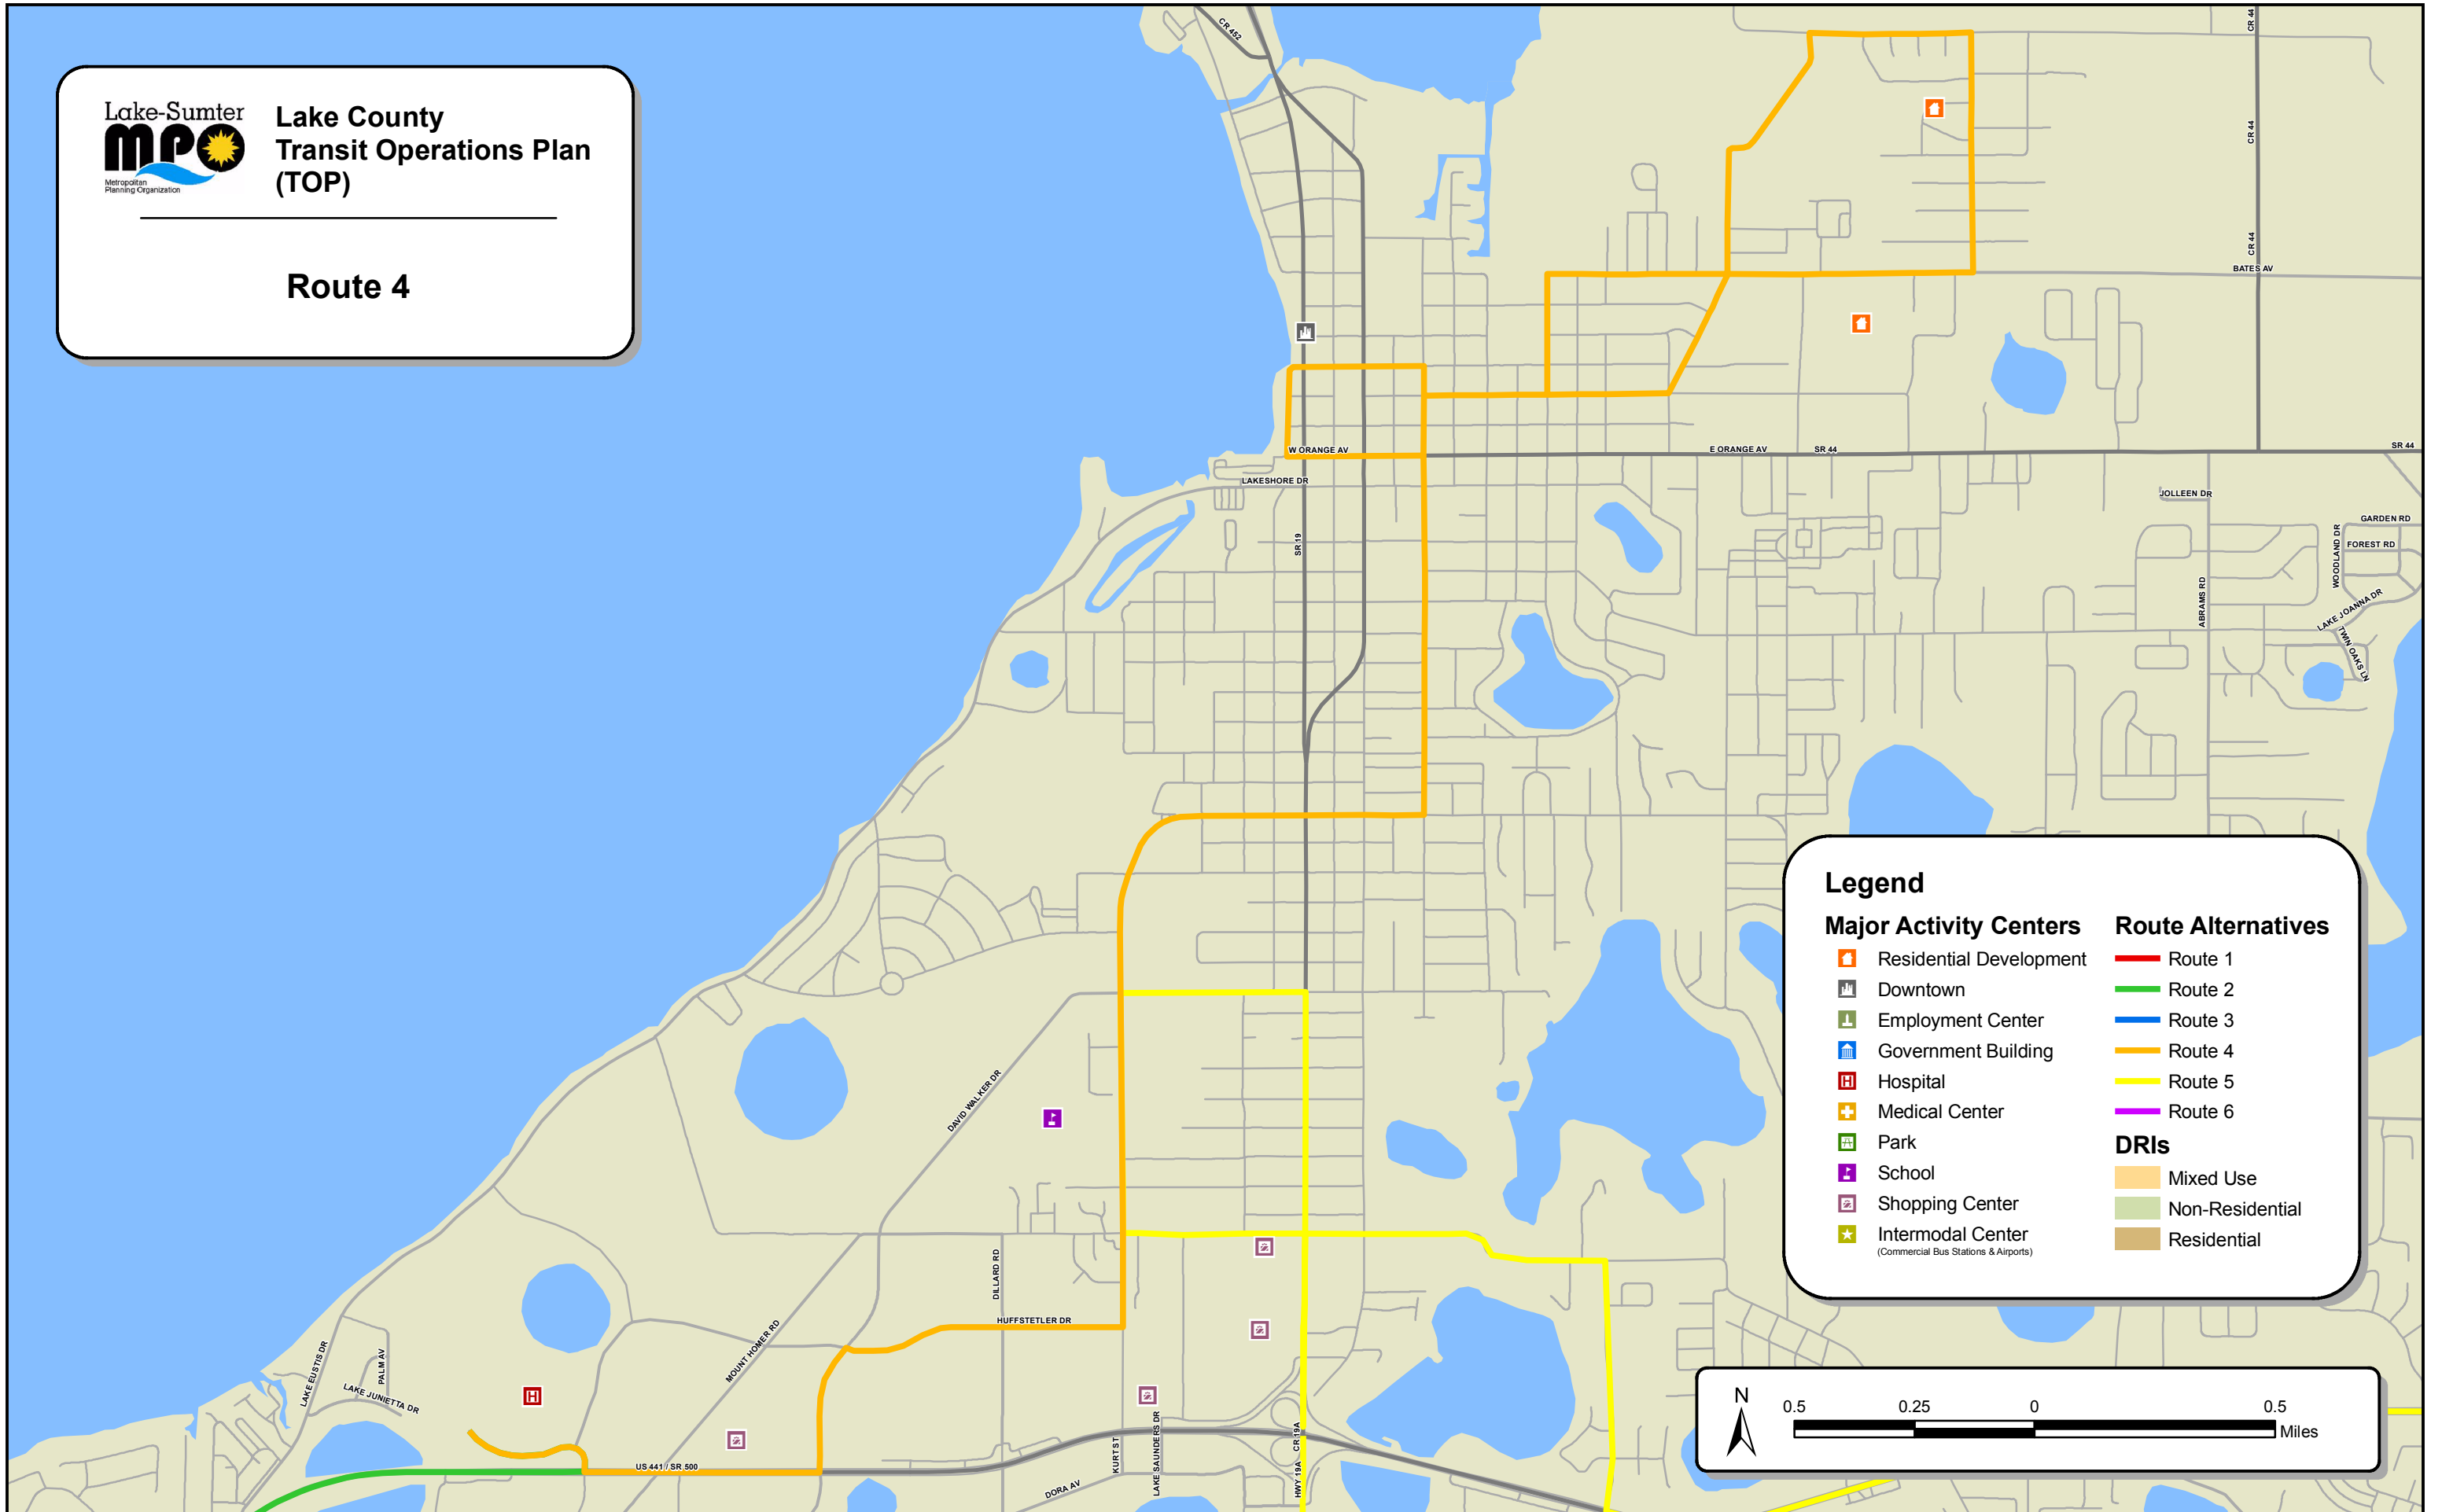 Lake-Sumter
MPO
Metropolitan
Planning Organization
Lake County
Transit Operations Plan
(TOP)
Route 4
CR 452
CR 44
CR 44
CR 44
BATES AV
W ORANGE AV
E ORANGE AV
SR 44
SR 44
LAKESHORE DR
SR 19
JOLLEEN DR
GARDEN RD
FOREST RD
WOODLAND DR
LAKE JOANNA DR
TWIN OAKS LN
ABRAMS RD
DAVID WALKER DR
DILLARD RD
HUFFSTETLER DR
MOUNT HOMER RD
LAKE EUSTIS DR
PALM AV
LAKE JUNIETTA DR
US 441 / SR 500
KURT ST
LAKE SAUNDERS DR
DORA AV
HWY 19A
CR 19A
Legend
Major Activity Centers
Residential Development
Downtown
Employment Center
Government Building
Hospital
Medical Center
Park
School
Shopping Center
Intermodal Center
(Commercial Bus Stations & Airports)
Route Alternatives
Route 1
Route 2
Route 3
Route 4
Route 5
Route 6
DRIs
Mixed Use
Non-Residential
Residential
N
0.5 0.25 0 0.5
Miles